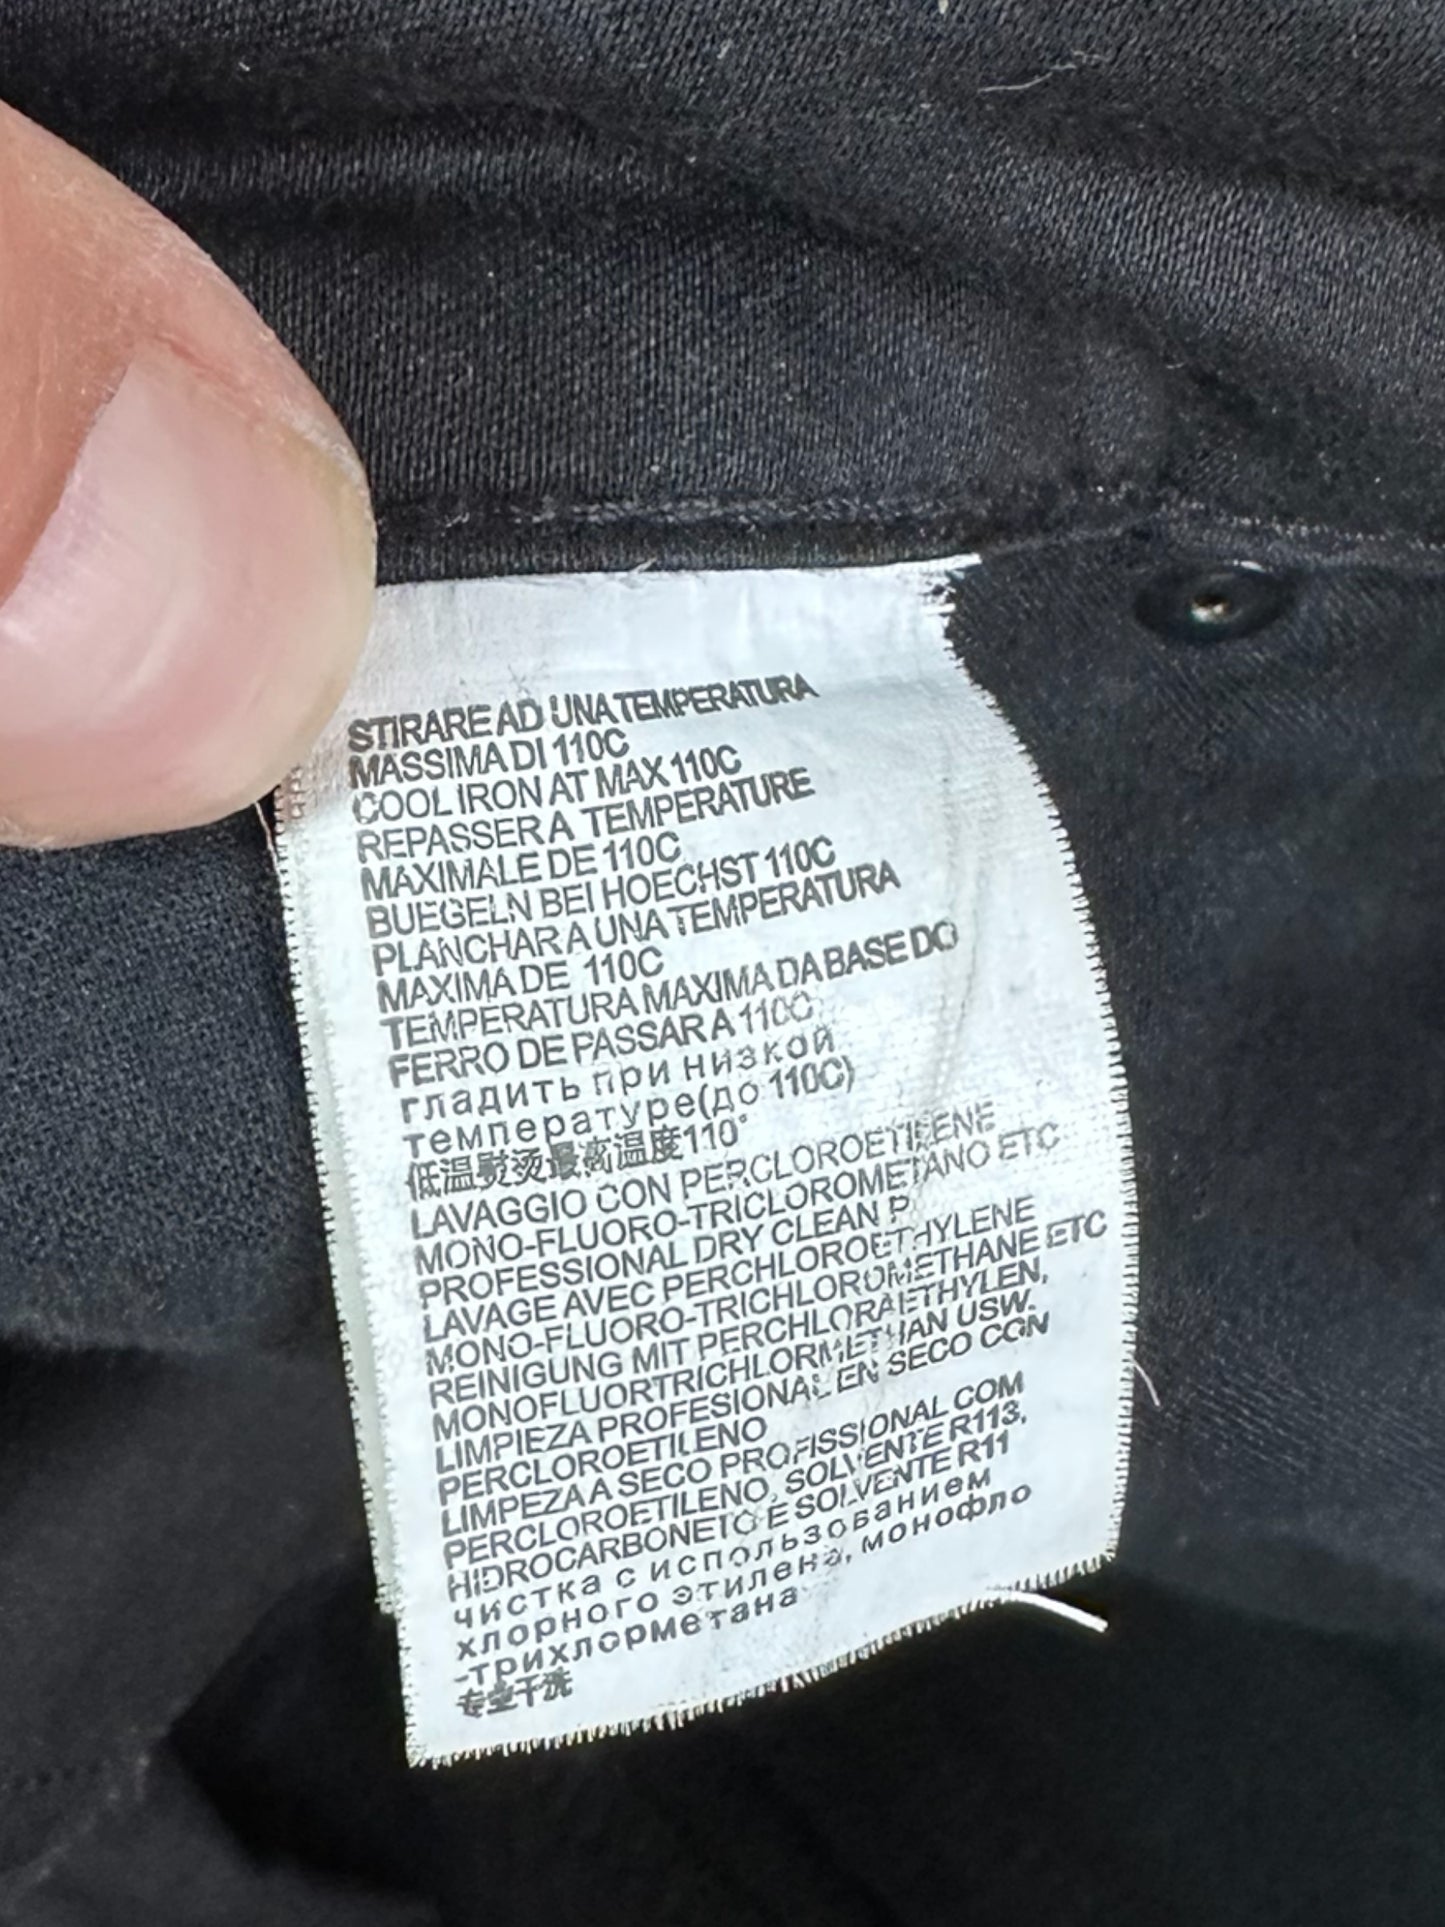 STIRARE AD UNA TEMPERATURA
MASSIMA DI 110C
COOL IRON AT MAX 110C
REPASSER A TEMPERATURE
MAXIMALE DE 110C
BUEGELN BEI HOECHST 110C
PLANCHAR A UNA TEMPERATURA
MAXIMA DE 110C
TEMPERATURA MAXIMA DA BASE DO
FERRO DE PASSAR A 110C
гладить при низкой
температуре(до 110C)
低温熨烫最高温度110°
LAVAGGIO CON PERCLOROETILENE
MONO-FLUORO-TRICLOROMETANO ETC
PROFESSIONAL DRY CLEAN P
LAVAGE AVEC PERCHLOROETHYLENE
MONO-FLUORO-TRICHLOROMETHANE ETC
REINIGUNG MIT PERCHLORAETHYLEN,
MONOFLUORTRICHLORMETHAN USW.
LIMPIEZA PROFESIONAL EN SECO CON
PERCLOROETILENO
LIMPEZA A SECO PROFISSIONAL COM
PERCLOROETILENO, SOLVENTE R113,
HIDROCARBONETO E SOLVENTE R11
чистка с использованием
хлорного этилена, монофло
-трихлорметана
专业干洗